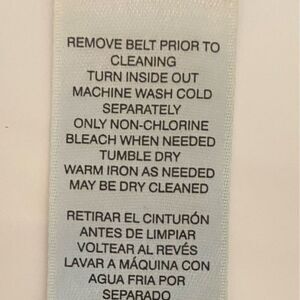 REMOVE BELT PRIOR TO
CLEANING
TURN INSIDE OUT
MACHINE WASH COLD
SEPARATELY
ONLY NON-CHLORINE
BLEACH WHEN NEEDED
TUMBLE DRY
WARM IRON AS NEEDED
MAY BE DRY CLEANED
RETIRAR EL CINTURÓN
ANTES DE LIMPIAR
VOLTEAR AL REVÉS
LAVAR A MÁQUINA CON
AGUA FRIA POR
SEPARADO